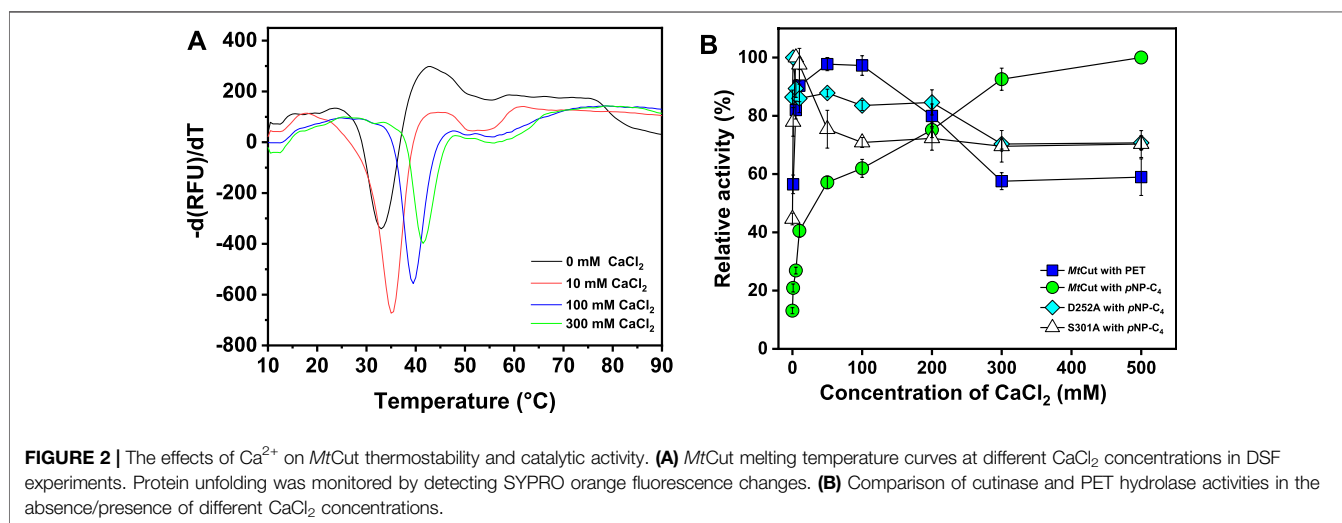 A
400
200
0
-200
-400
-600
-800
-d(RFU)/dT
0 mM CaCl₂
10 mM CaCl₂
100 mM CaCl₂
300 mM CaCl₂
10 20 30 40 50 60 70 80 90
Temperature (°C)
B
100
80
60
40
20
0
Relative activity (%)
MtCut with PET
MtCut with pNP-C₄
D252A with pNP-C₄
S301A with pNP-C₄
0 100 200 300 400 500
Concentration of CaCl₂ (mM)
FIGURE 2 | The effects of Ca²⁺ on MtCut thermostability and catalytic activity. (A) MtCut melting temperature curves at different CaCl₂ concentrations in DSF
experiments. Protein unfolding was monitored by detecting SYPRO orange fluorescence changes. (B) Comparison of cutinase and PET hydrolase activities in the
absence/presence of different CaCl₂ concentrations.